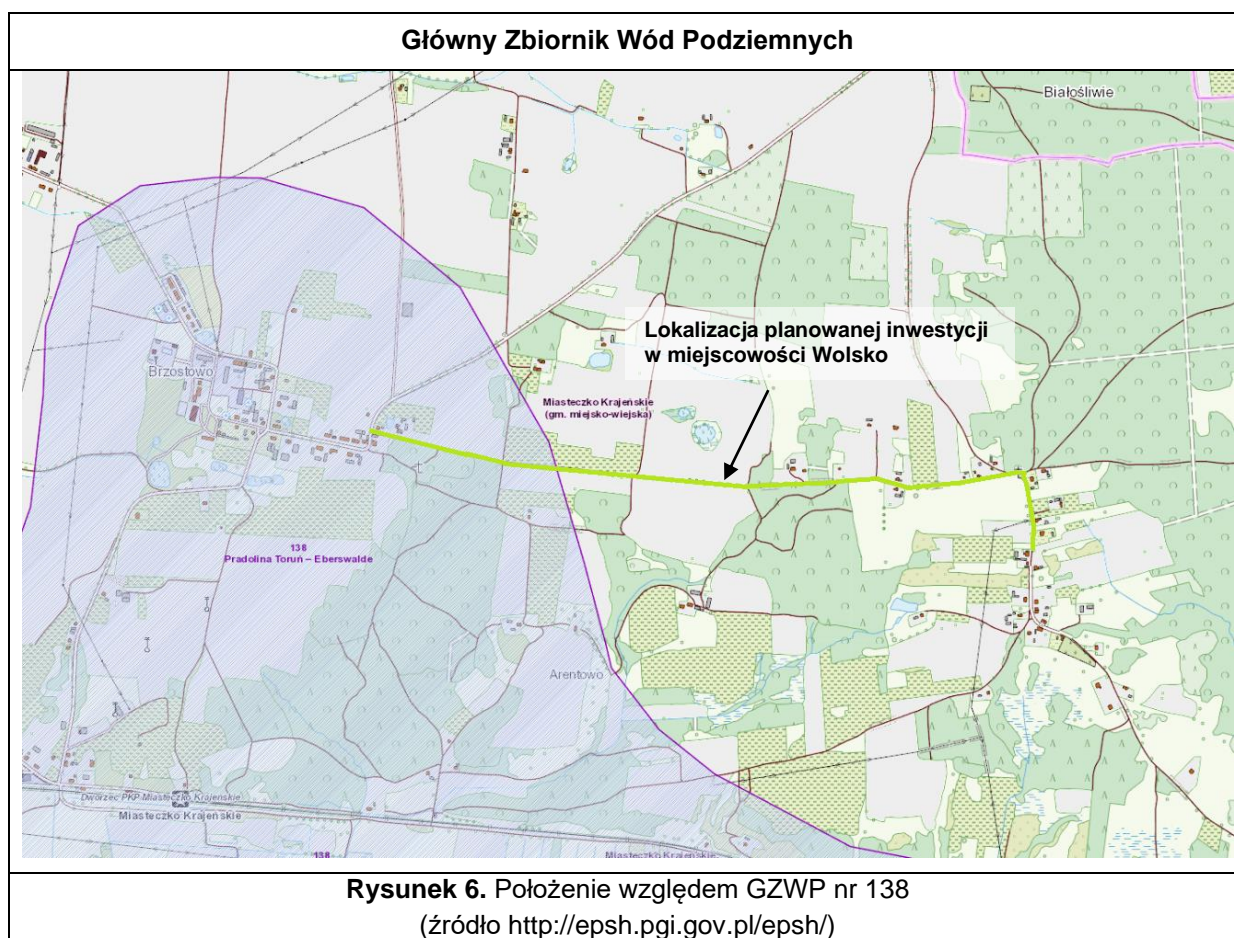 Główny Zbiornik Wód Podziemnych
Białośliwie
Lokalizacja planowanej inwestycji
w miejscowości Wolsko
Brzostowo
Miasteczko Krajeńskie
(gm. miejsko-wiejska)
138
Pradolina Toruń – Eberswalde
Arentowo
Dworzec PKP Miasteczko Krajeńskie
Miasteczko Krajeńskie
138
Miasteczko Krajeńskie
Rysunek 6. Położenie względem GZWP nr 138
(źródło http://epsh.pgi.gov.pl/epsh/)